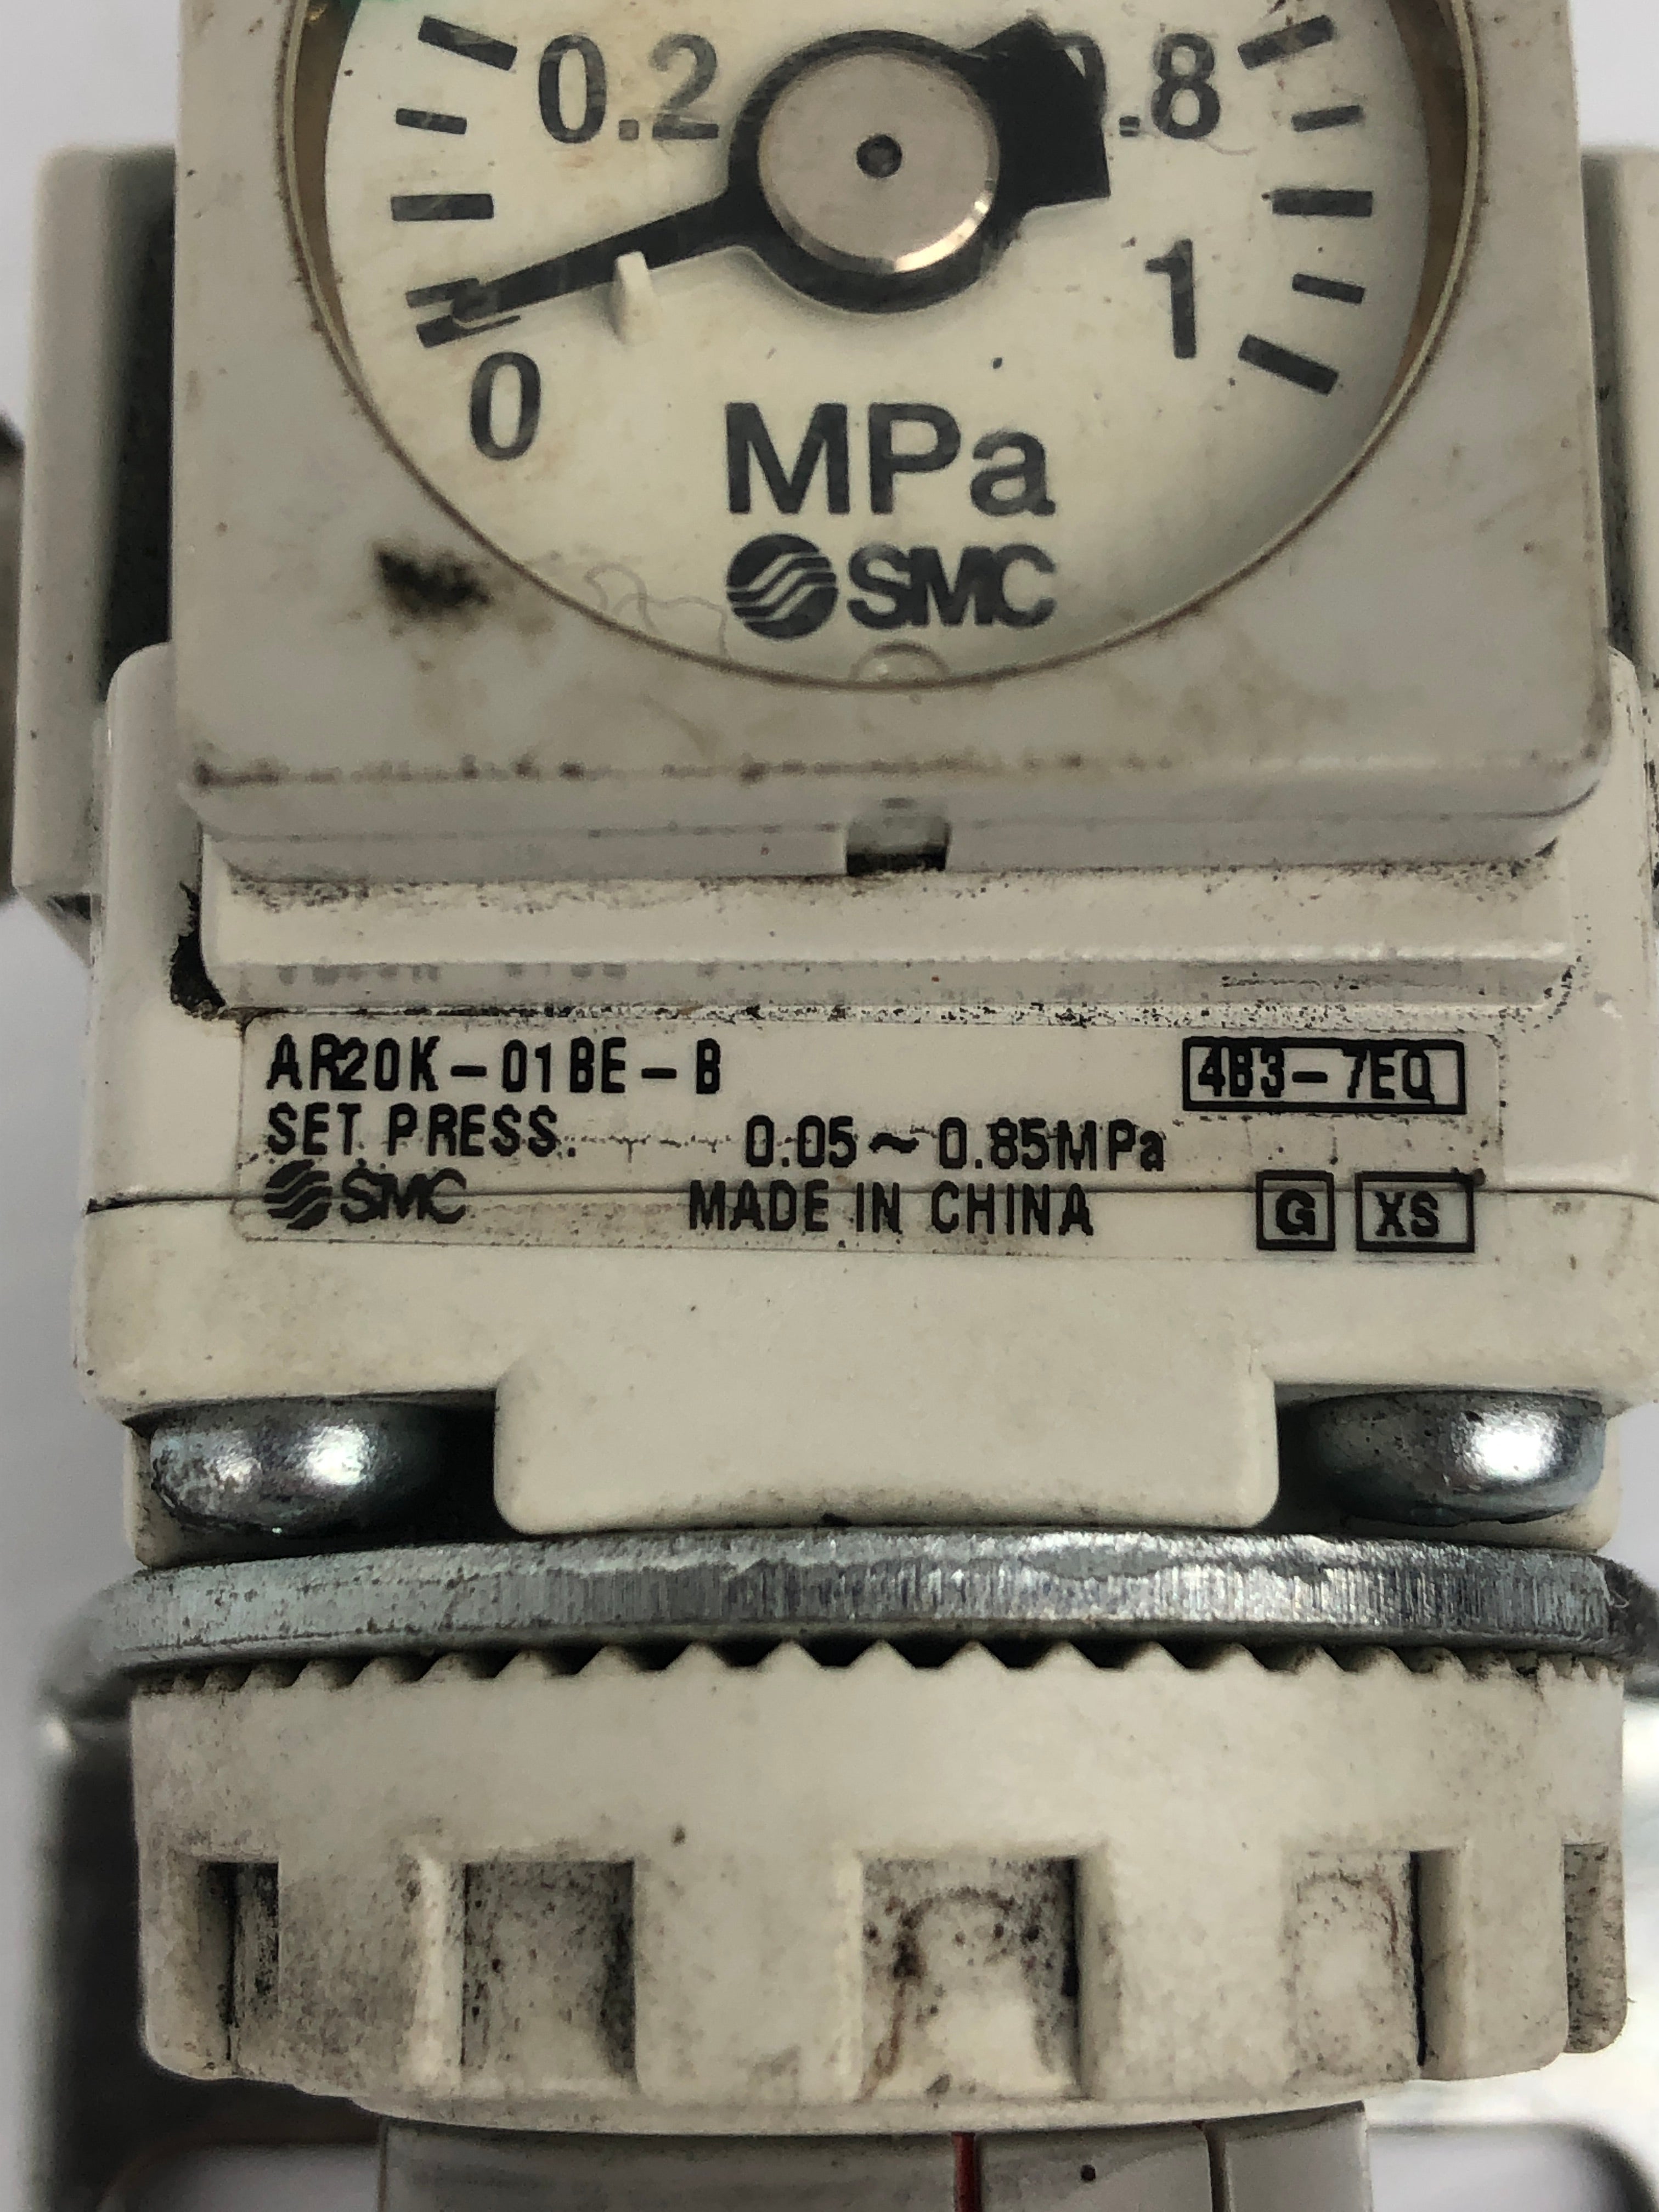 0.2 0.8
0 1
MPa
SMC
AR20K-01BE-B 4B3-7EQ
SET PRESS. 0.05~0.85MPa
SMC MADE IN CHINA G XS